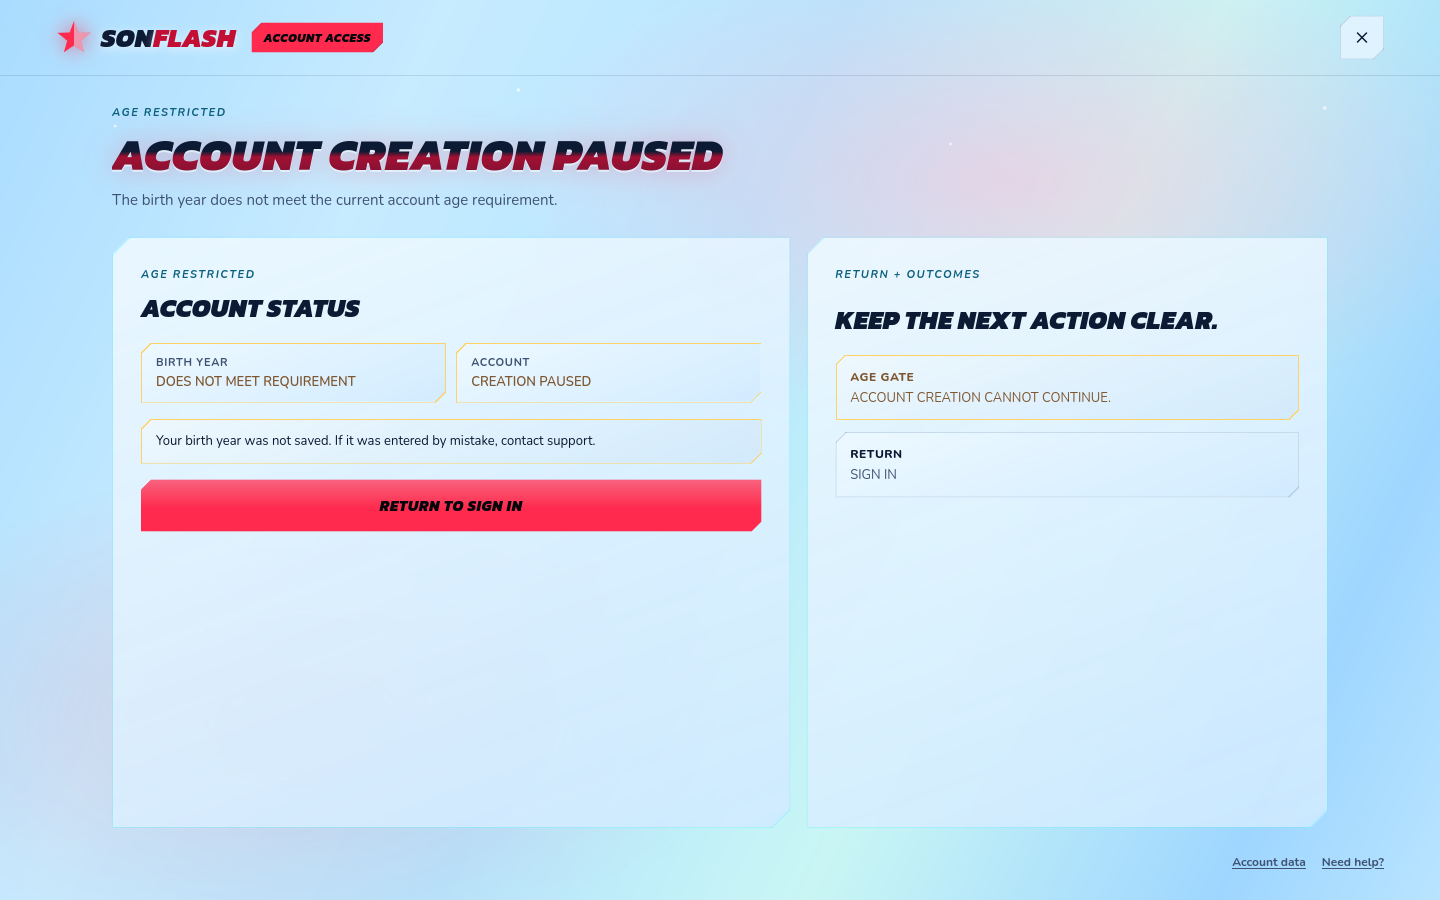 SONFLASH
ACCOUNT ACCESS
AGE RESTRICTED
ACCOUNT CREATION PAUSED
The birth year does not meet the current account age requirement.
AGE RESTRICTED
ACCOUNT STATUS
BIRTH YEAR
DOES NOT MEET REQUIREMENT
ACCOUNT
CREATION PAUSED
Your birth year was not saved. If it was entered by mistake, contact support.
RETURN TO SIGN IN
RETURN + OUTCOMES
KEEP THE NEXT ACTION CLEAR.
AGE GATE
ACCOUNT CREATION CANNOT CONTINUE.
RETURN
SIGN IN
Account data
Need help?